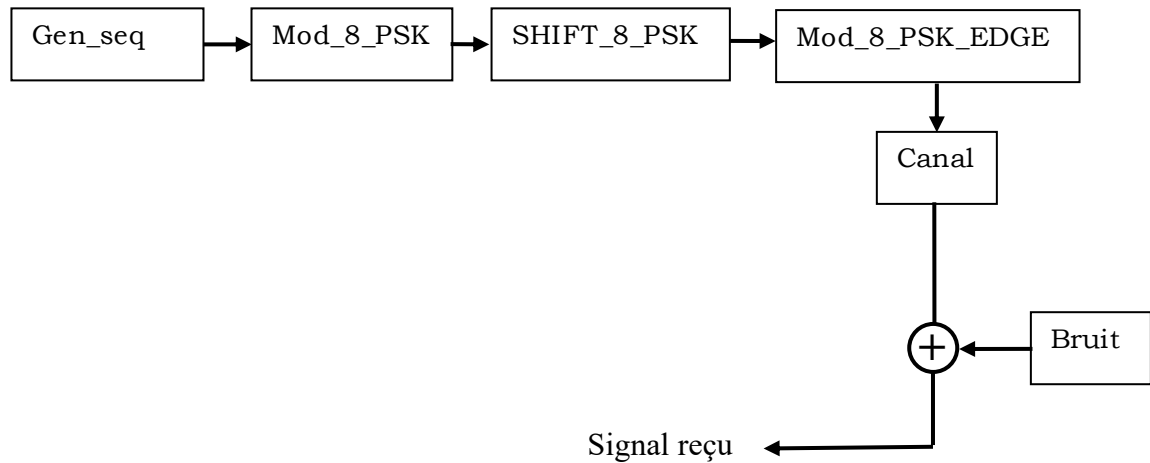 Gen_seq
Mod_8_PSK
SHIFT_8_PSK
Mod_8_PSK_EDGE
Canal
+
Bruit
Signal reçu